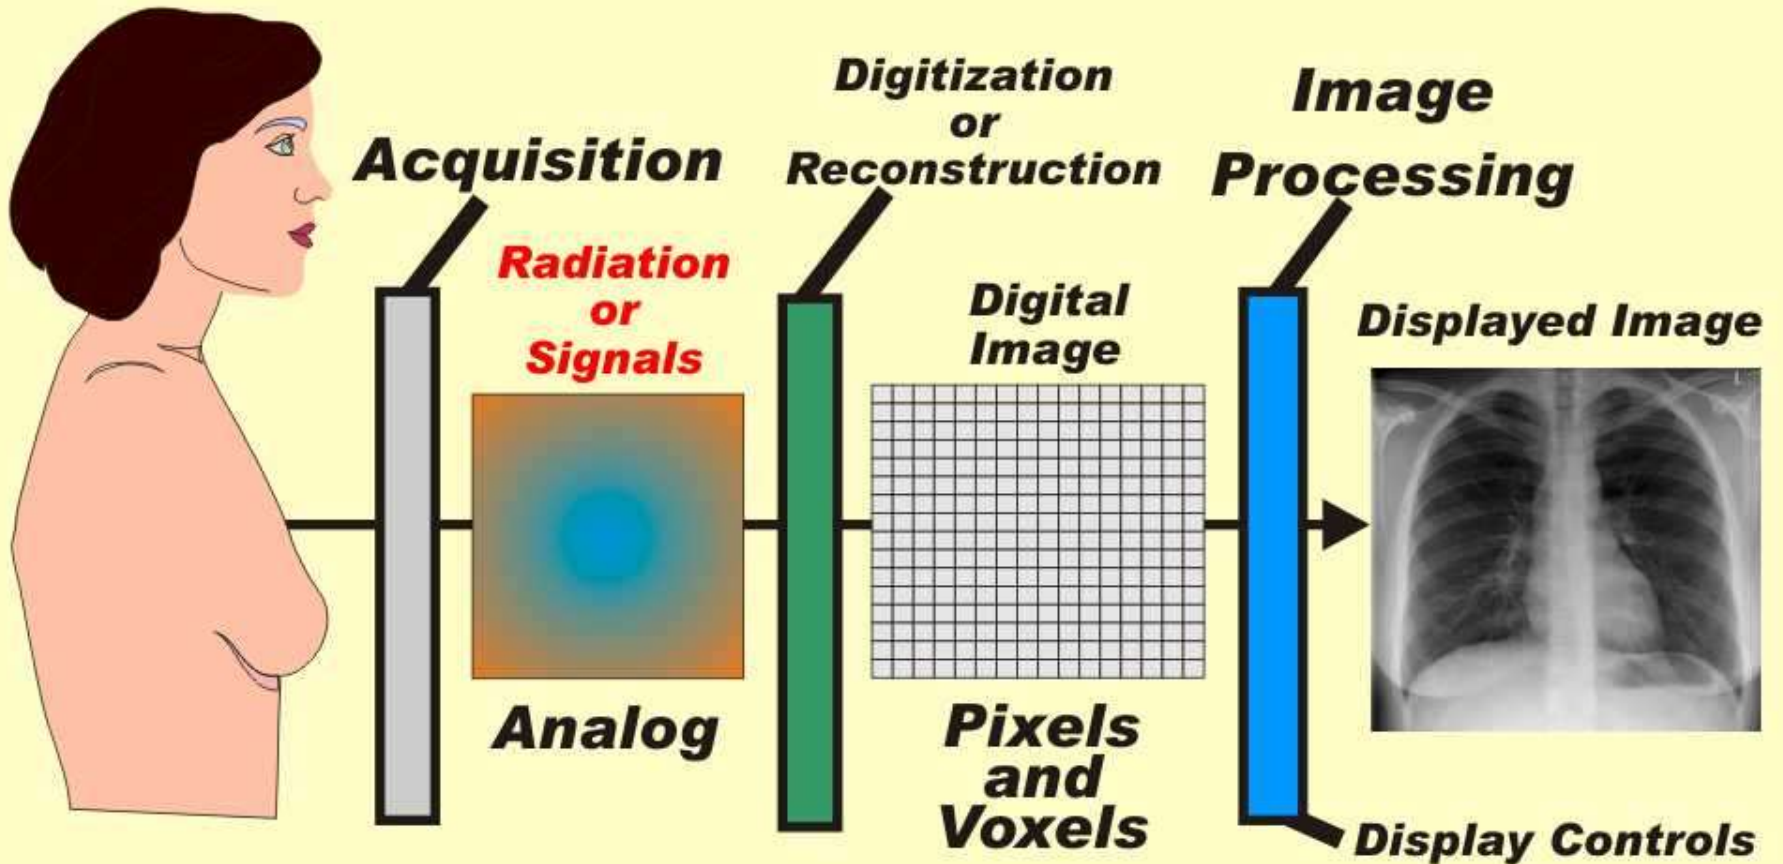 Acquisition
Radiation
or
Signals
Analog
Digitization
or
Reconstruction
Digital
Image
Pixels
and
Voxels
Image
Processing
Displayed Image
L
Display Controls